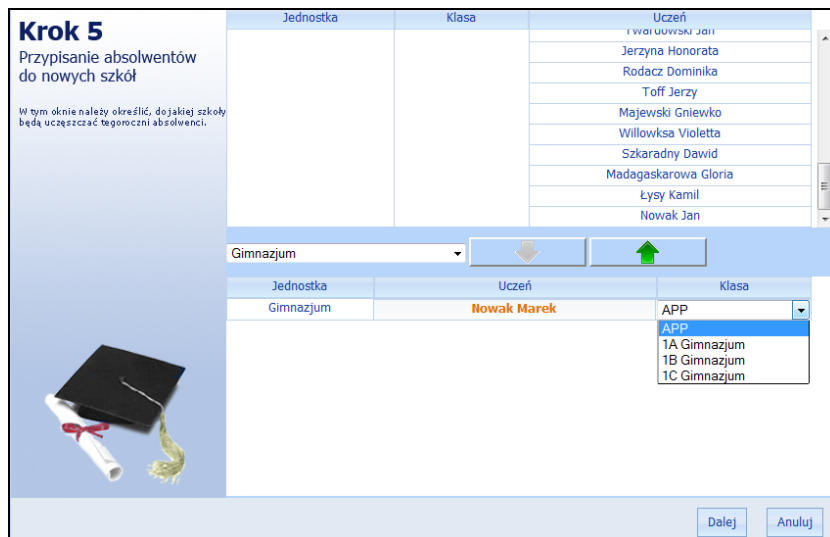 Krok 5
Przypisanie absolwentów
do nowych szkół
W tym oknie należy określić, do jakiej szkoły
będą uczęszczać tegoroczni absolwenci.
Jednostka Klasa Uczeń
Twardowski Jan
Jerzyna Honorata
Rodacz Dominika
Toff Jerzy
Majewski Gniewko
Willowksa Violetta
Szkaradny Dawid
Madagaskarowa Gloria
Łysy Kamil
Nowak Jan
Gimnazjum
Jednostka Uczeń Klasa
Gimnazjum Nowak Marek APP
APP
1A Gimnazjum
1B Gimnazjum
1C Gimnazjum
Dalej Anuluj